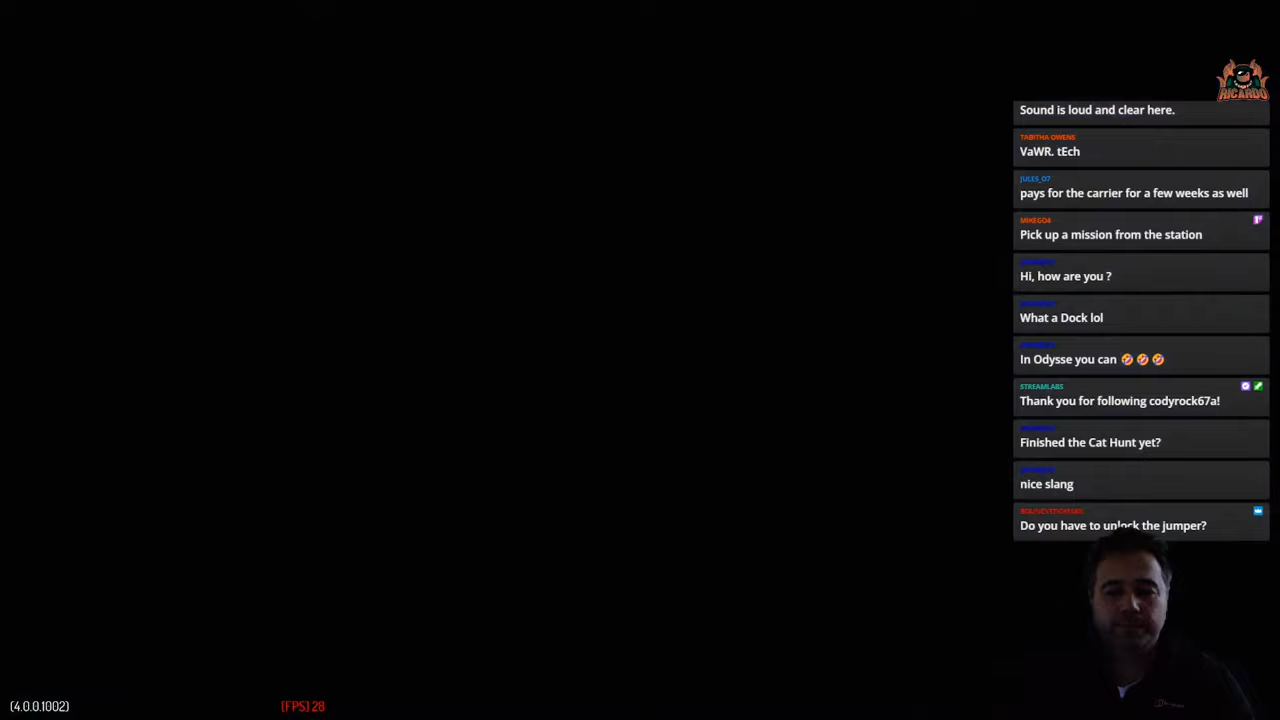 RICARDO
Sound is loud and clear here.
TABITHA OWENS
VaWR. tEch
JULES_O7
pays for the carrier for a few weeks as well
MIKEGO4
Pick up a mission from the station
Hi, how are you ?
What a Dock lol
In Odysse you can 🤣🤣🤣
STREAMLABS
Thank you for following codyrock67a!
Finished the Cat Hunt yet?
nice slang
Do you have to unlock the jumper?
(4.0.0.1002)
[FPS] 28